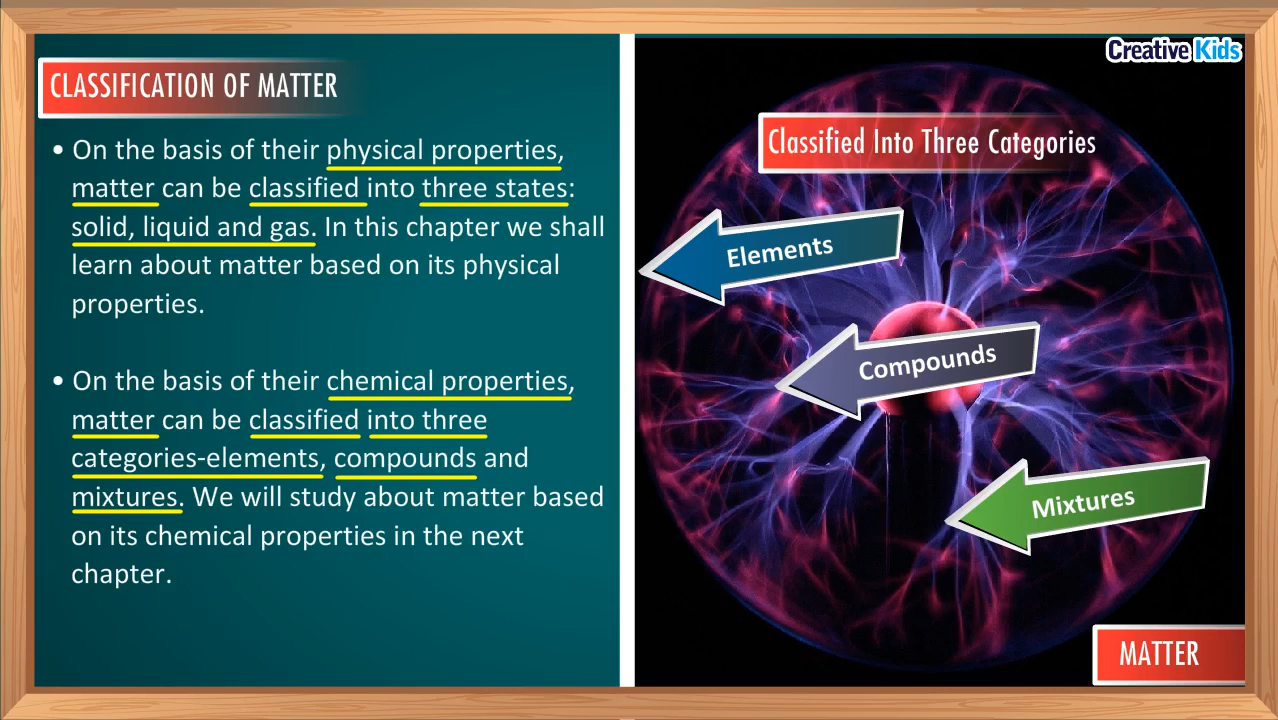 Creative Kids
CLASSIFICATION OF MATTER
• On the basis of their physical properties,
matter can be classified into three states:
solid, liquid and gas. In this chapter we shall
learn about matter based on its physical
properties.
• On the basis of their chemical properties,
matter can be classified into three
categories-elements, compounds and
mixtures. We will study about matter based
on its chemical properties in the next
chapter.
Classified Into Three Categories
Elements
Compounds
Mixtures
MATTER